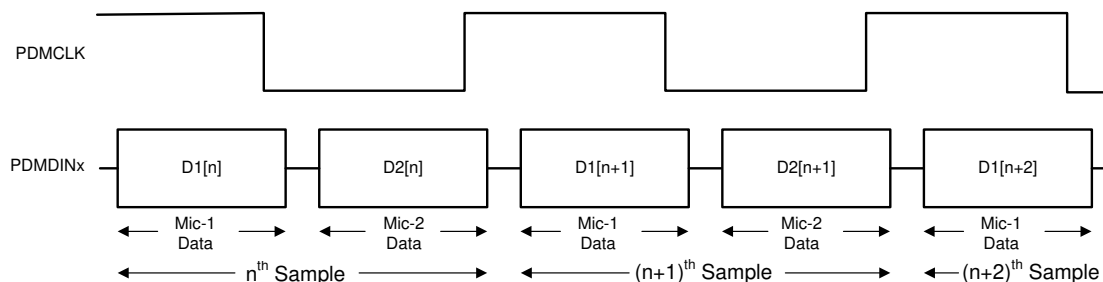 PDMCLK
PDMDINx
D1[n]
D2[n]
D1[n+1]
D2[n+1]
D1[n+2]
Mic-1
Data
Mic-2
Data
Mic-1
Data
Mic-2
Data
Mic-1
Data
nth Sample
(n+1)th Sample
(n+2)th Sample